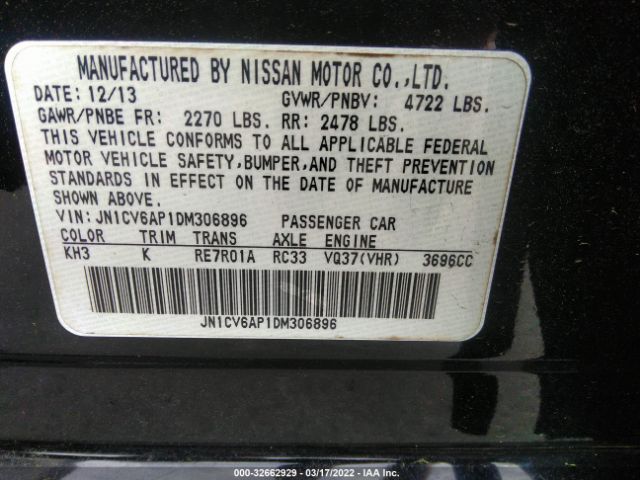 MANUFACTURED BY NISSAN MOTOR CO.,LTD.
DATE: 12/13 GVWR/PNBV: 4722 LBS.
GAWR/PNBE FR: 2270 LBS. RR: 2478 LBS.
THIS VEHICLE CONFORMS TO ALL APPLICABLE FEDERAL
MOTOR VEHICLE SAFETY,BUMPER,AND THEFT PREVENTION
STANDARDS IN EFFECT ON THE DATE OF MANUFACTURE
SHOWN ABOVE.
VIN: JN1CV6AP1DM306896 PASSENGER CAR
COLOR TRIM TRANS AXLE ENGINE
KH3 K RE7R01A RC33 VQ37(VHR) 3696CC
JN1CV6AP1DM306896
000-32662929 - 03/17/2022 - IAA Inc.